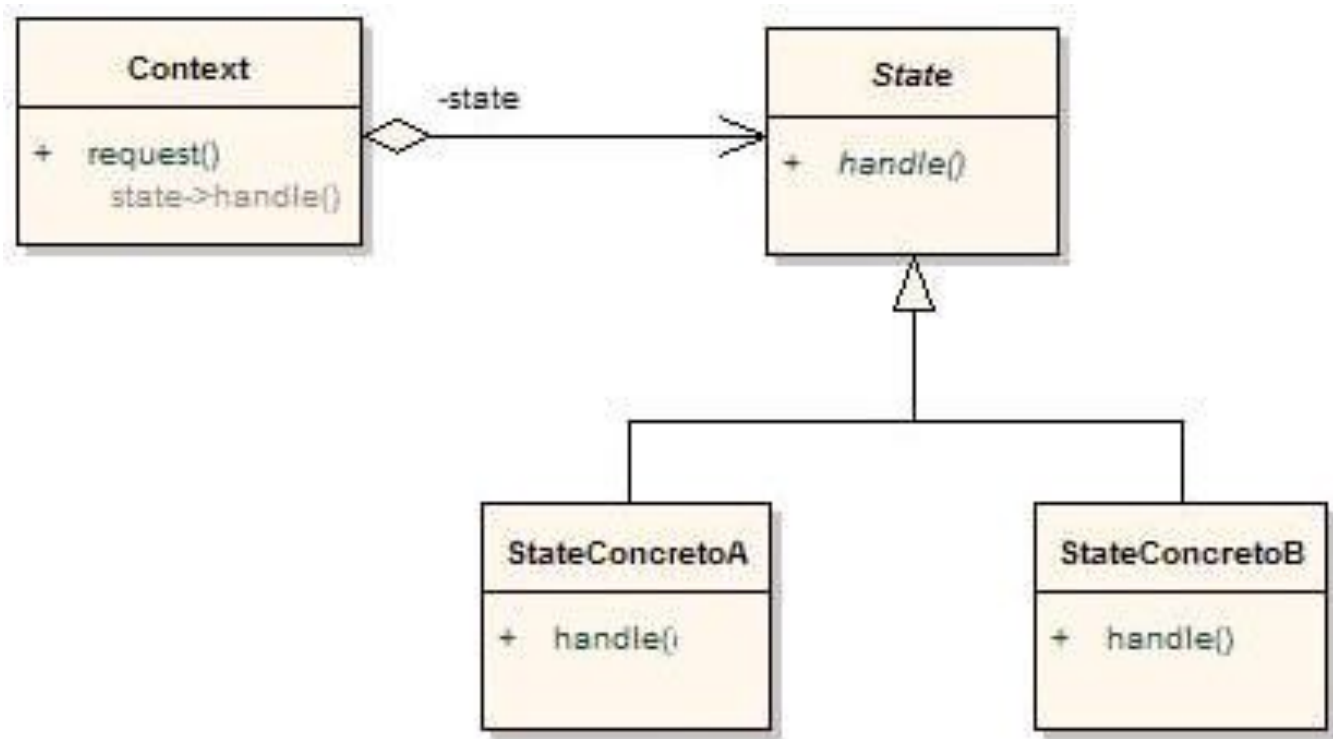 Context
+ request()
state->handle()
-state
State
+ handle()
StateConcretoA
+ handle(
StateConcretoB
+ handle()